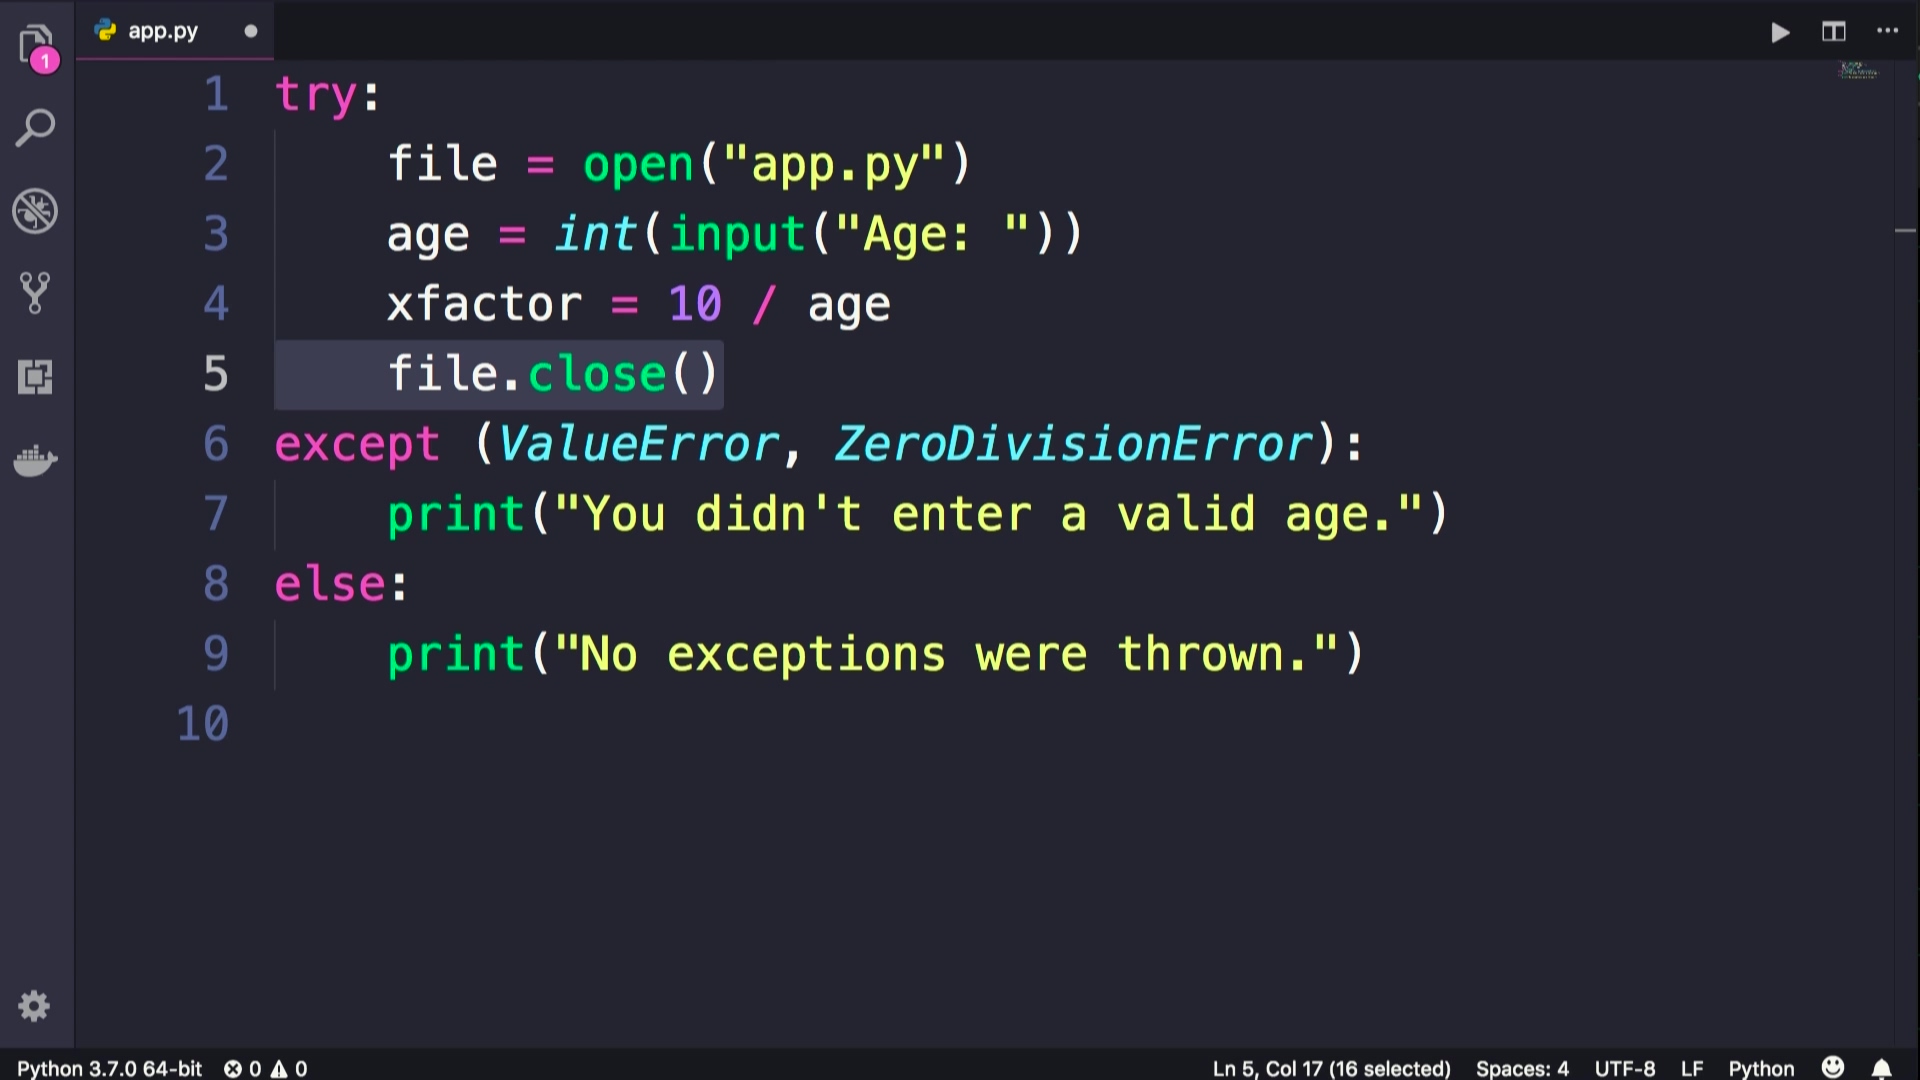 app.py
1
1 try:
2 file = open("app.py")
3 age = int(input("Age: "))
4 xfactor = 10 / age
5 file.close()
6 except (ValueError, ZeroDivisionError):
7 print("You didn't enter a valid age.")
8 else:
9 print("No exceptions were thrown.")
10
Python 3.7.0 64-bit 0 0 Ln 5, Col 17 (16 selected) Spaces: 4 UTF-8 LF Python